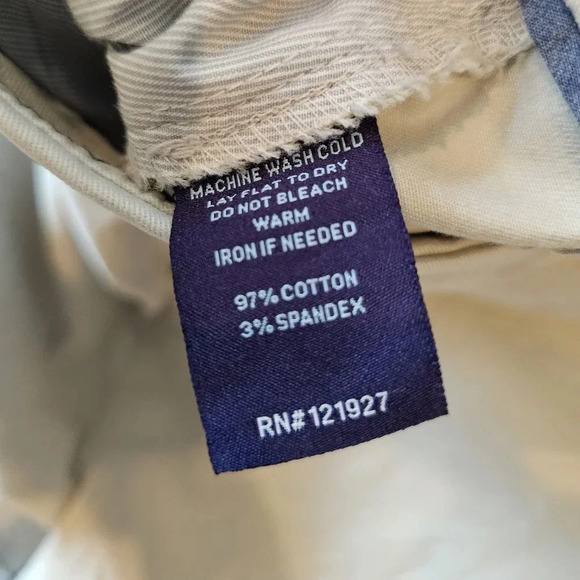 MACHINE WASH COLD
LAY FLAT TO DRY
DO NOT BLEACH
WARM
IRON IF NEEDED
97% COTTON
3% SPANDEX
RN# 121927